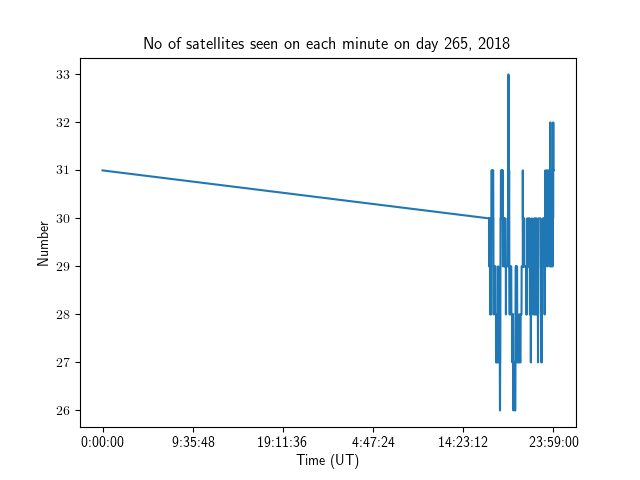 No of satellites seen on each minute on day 265, 2018
33
32
31
30
29
28
27
26
Number
0:00:00 9:35:48 19:11:36 4:47:24 14:23:12 23:59:00
Time (UT)